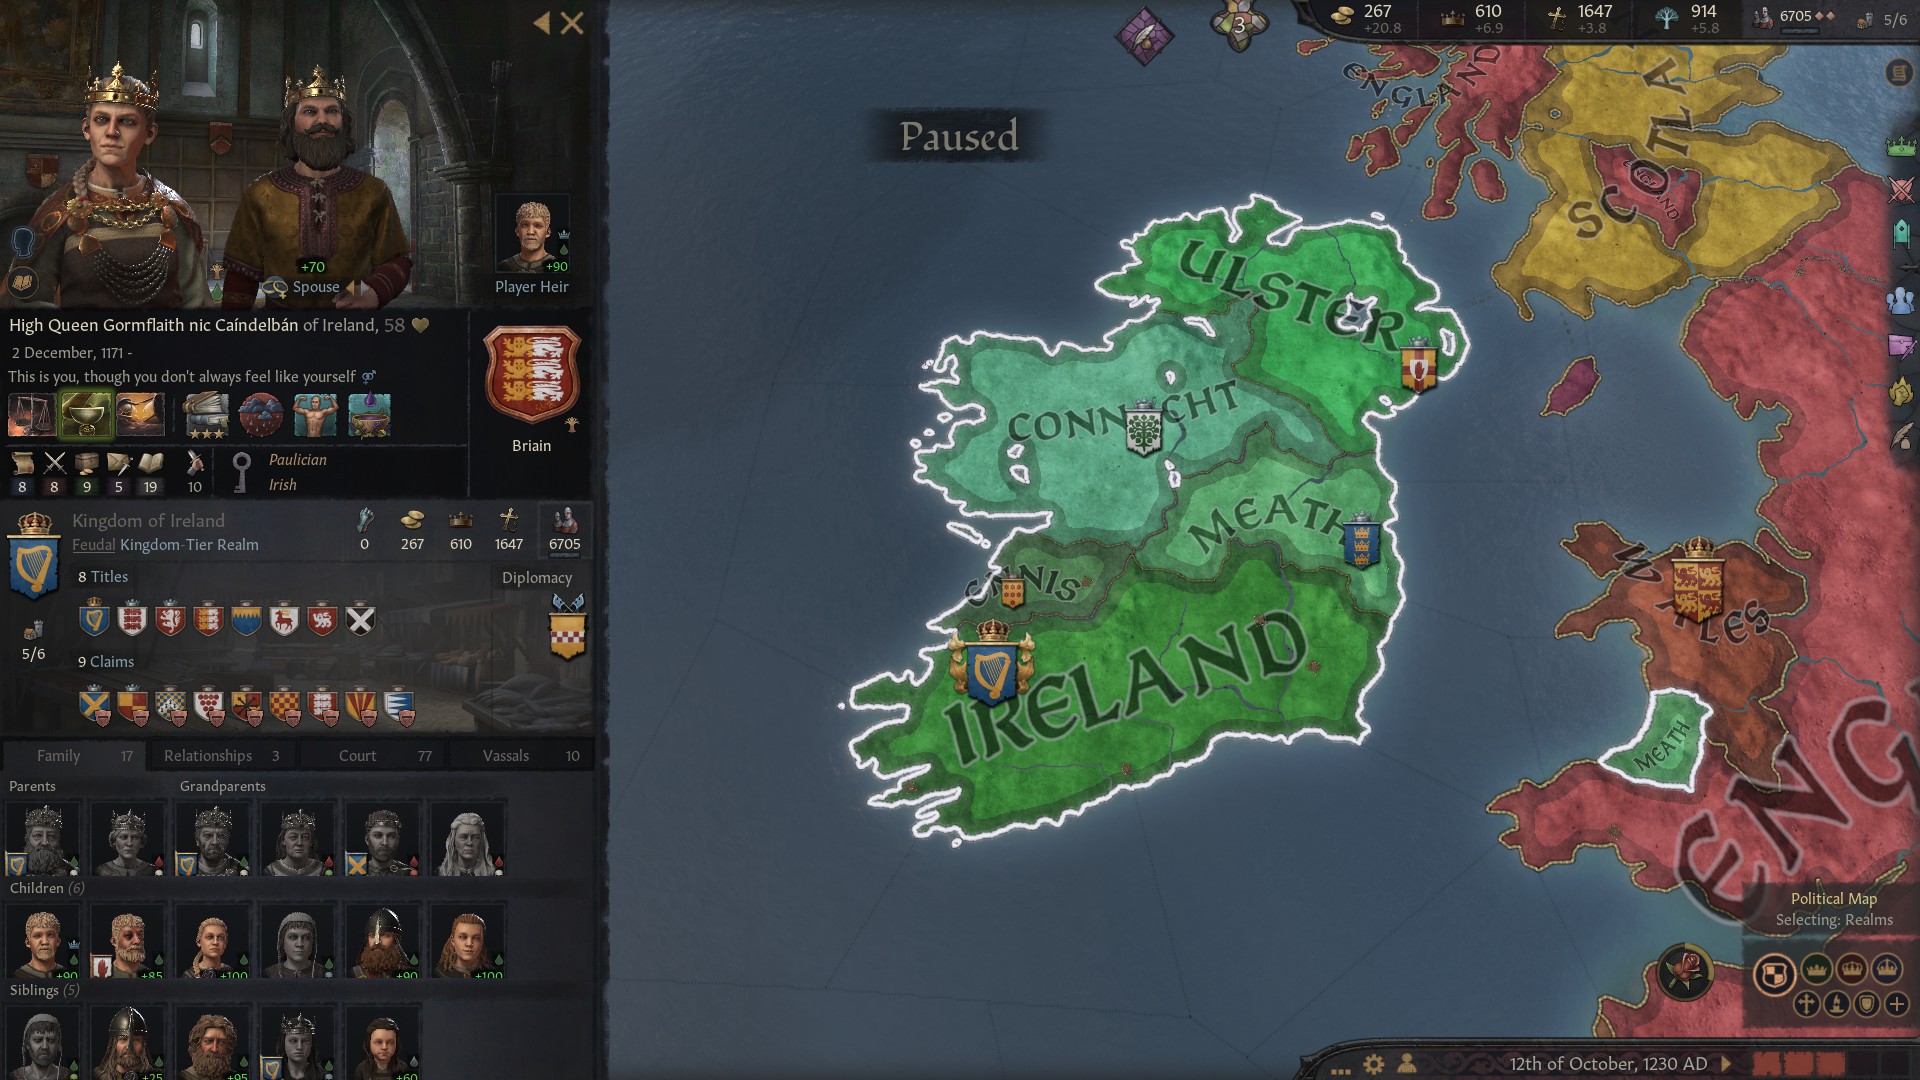 267
+20.8
610
+6.9
1647
+3.8
914
+5.8
6705
5/6
3
Paused
+70
Spouse
+90
Player Heir
High Queen Gormflaith nic Caíndelbán of Ireland, 58
2 December, 1171 -
This is you, though you don't always feel like yourself
Briain
8 8 9 5 19 10
Paulician
Irish
Kingdom of Ireland
Feudal Kingdom-Tier Realm
0 267 610 1647 6705
8 Titles
Diplomacy
5/6
9 Claims
Family 17
Relationships 3
Court 77
Vassals 10
Parents
Grandparents
Children (6)
+90 +85 +100 +90 +100
Siblings (5)
+25 +95 +60
ENGLAND
SCOTLA
ENGLAND
ULSTER
CONNACHT
MEATH
IRELAND
WALES
MEATH
ENG
Political Map
Selecting: Realms
12th of October, 1230 AD